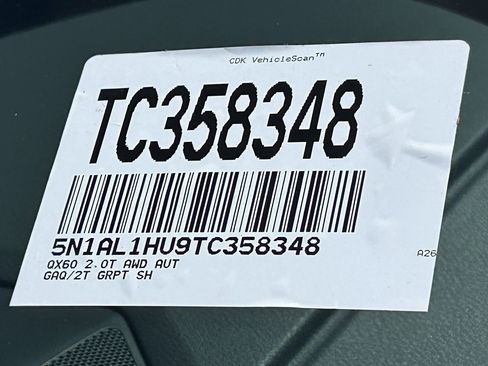 CDK VehicleScan™
TC358348
5N1AL1HU9TC358348
QX60 2.0T AWD AUT
GAQ/2T GRPT SH
A26